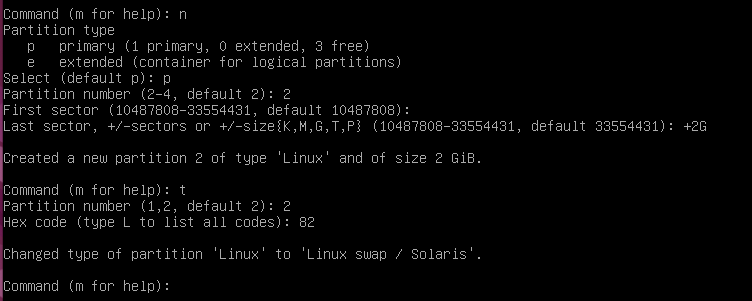 Command (m for help): n
Partition type
   p   primary (1 primary, 0 extended, 3 free)
   e   extended (container for logical partitions)
Select (default p): p
Partition number (2-4, default 2): 2
First sector (10487808-33554431, default 10487808):
Last sector, +/-sectors or +/-size{K,M,G,T,P} (10487808-33554431, default 33554431): +2G
Created a new partition 2 of type 'Linux' and of size 2 GiB.
Command (m for help): t
Partition number (1,2, default 2): 2
Hex code (type L to list all codes): 82
Changed type of partition 'Linux' to 'Linux swap / Solaris'.
Command (m for help):